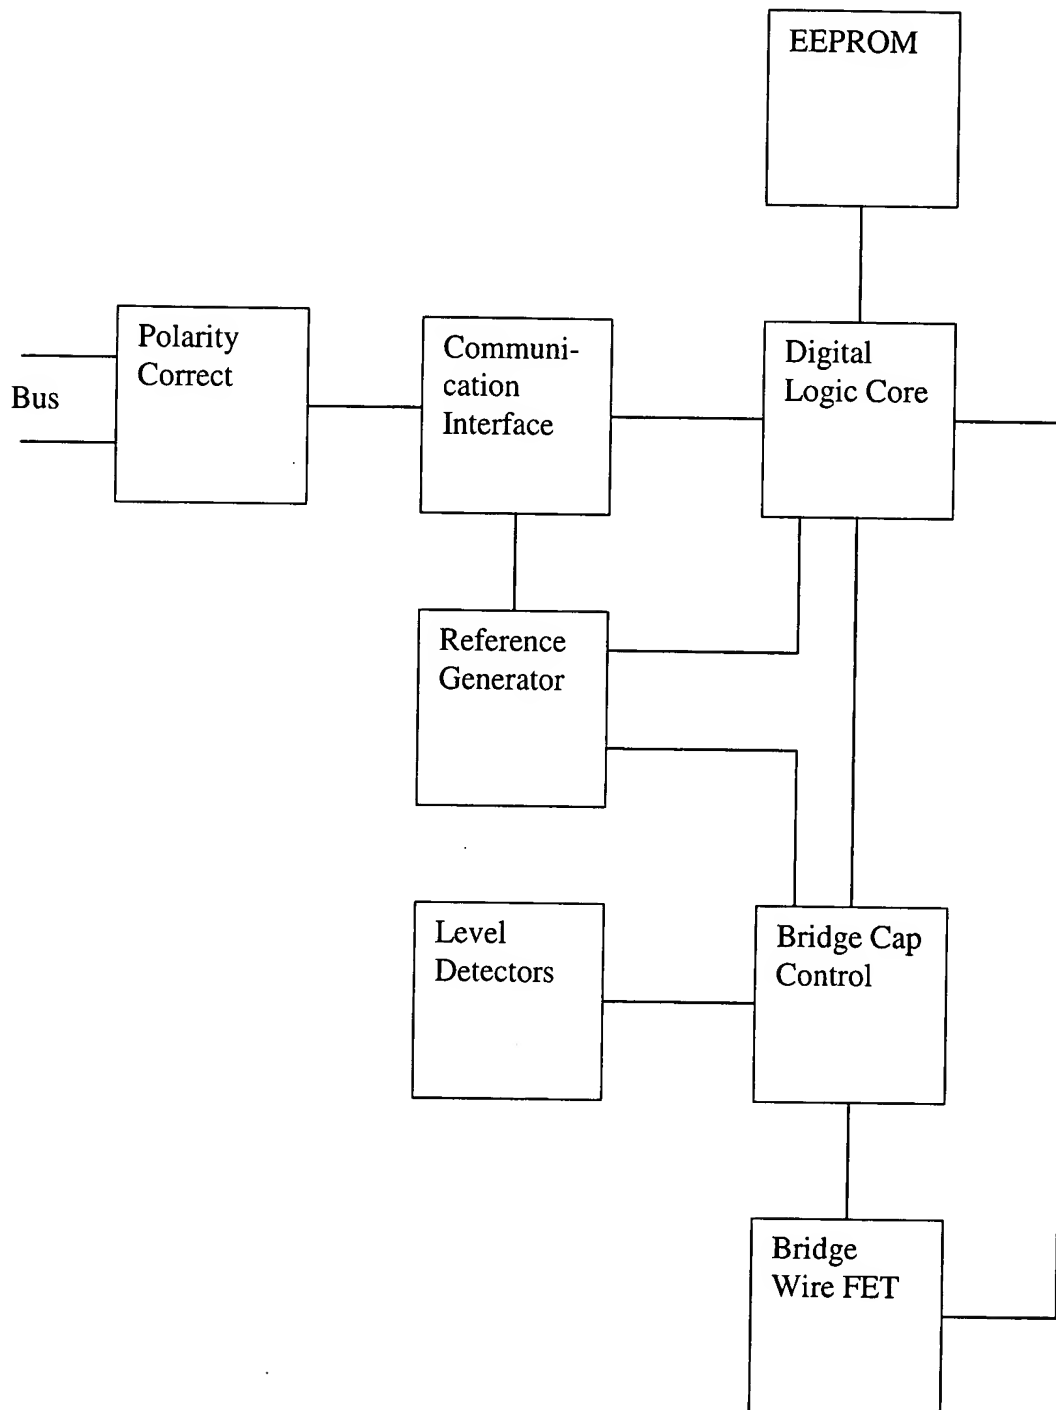 EEPROM
Polarity
Correct
Communi-
cation
Interface
Digital
Logic Core
Bus
Reference
Generator
Level
Detectors
Bridge Cap
Control
Bridge
Wire FET